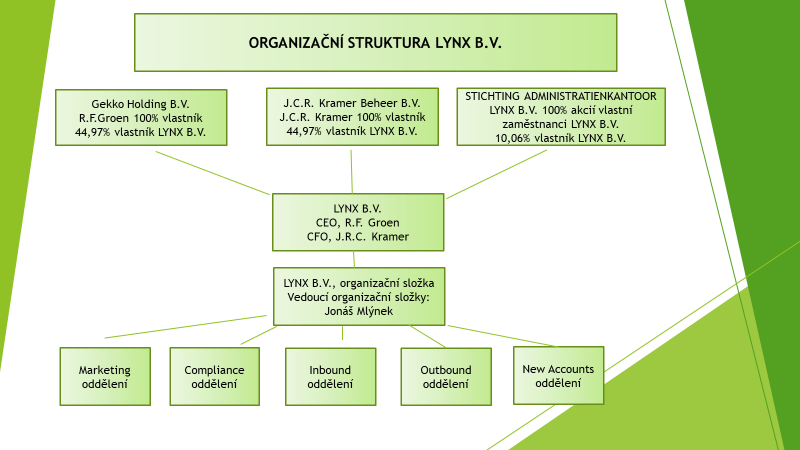 ORGANIZAČNÍ STRUKTURA LYNX B.V.
Gekko Holding B.V.
R.F.Groen 100% vlastník
44,97% vlastník LYNX B.V.
J.C.R. Kramer Beheer B.V.
J.C.R. Kramer 100% vlastník
44,97% vlastník LYNX B.V.
STICHTING ADMINISTRATIENKANTOOR
LYNX B.V. 100% akcií vlastní
zaměstnanci LYNX B.V.
10,06% vlastník LYNX B.V.
LYNX B.V.
CEO, R.F. Groen
CFO, J.R.C. Kramer
LYNX B.V., organizační složka
Vedoucí organizační složky:
Jonáš Mlýnek
Marketing
oddělení
Compliance
oddělení
Inbound
oddělení
Outbound
oddělení
New Accounts
oddělení